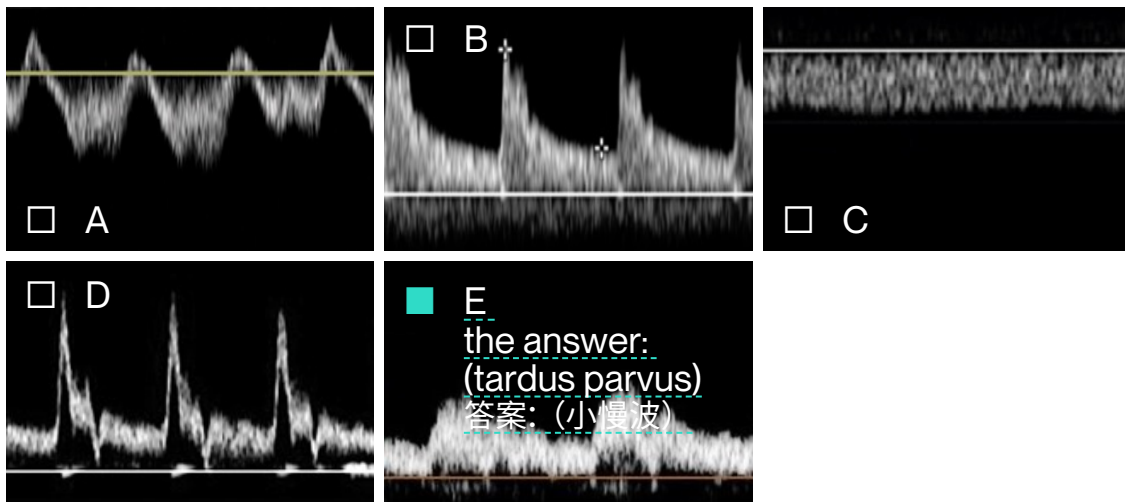 A
B
C
D
E
the answer:
(tardus parvus)
答案:（小慢波）